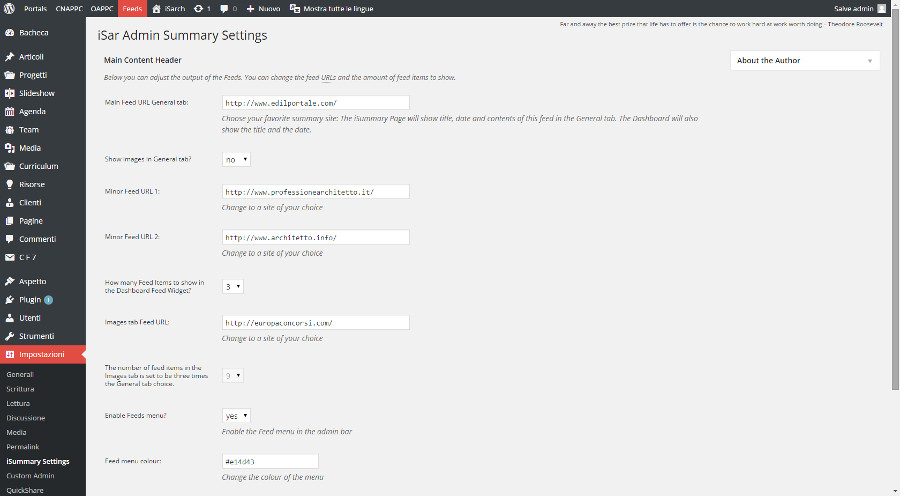 Portals CNAPPC OAPPC Feeds iSarch 1 0 + Nuovo Mostra tutte le lingue Salve admin
Far and away the best prize that life has to offer is the chance to work hard at work worth doing - Theodore Roosevelt
Bacheca
Articoli
Progetti
Slideshow
Agenda
Team
Media
Curriculum
Risorse
Clienti
Pagine
Commenti
C F 7
Aspetto
Plugin 1
Utenti
Strumenti
Impostazioni
Generali
Scrittura
Lettura
Discussione
Media
Permalink
iSummary Settings
Custom Admin
QuickShare
iSar Admin Summary Settings
Main Content Header
Below you can adjust the output of the Feeds. You can change the feed URLs and the amount of feed items to show.
Main Feed URL General tab:
http://www.edilportale.com/
Choose your favorite summary site: The iSummary Page will show title, date and contents of this feed in the General tab. The Dashboard will also
show the title and the date.
Show images in General tab?
no
Minor Feed URL 1:
http://www.professionearchitetto.it/
Change to a site of your choice
Minor Feed URL 2:
http://www.architetto.info/
Change to a site of your choice
How many Feed Items to show in
the Dashboard Feed Widget?
3
Images tab Feed URL:
http://europaconcorsi.com/
Change to a site of your choice
The number of feed items in the
Images tab is set to be three times
the General tab choice.
9
Enable Feeds menu?
yes
Enable the Feed menu in the admin bar
Feed menu colour:
#e14d43
Change the colour of the menu
About the Author